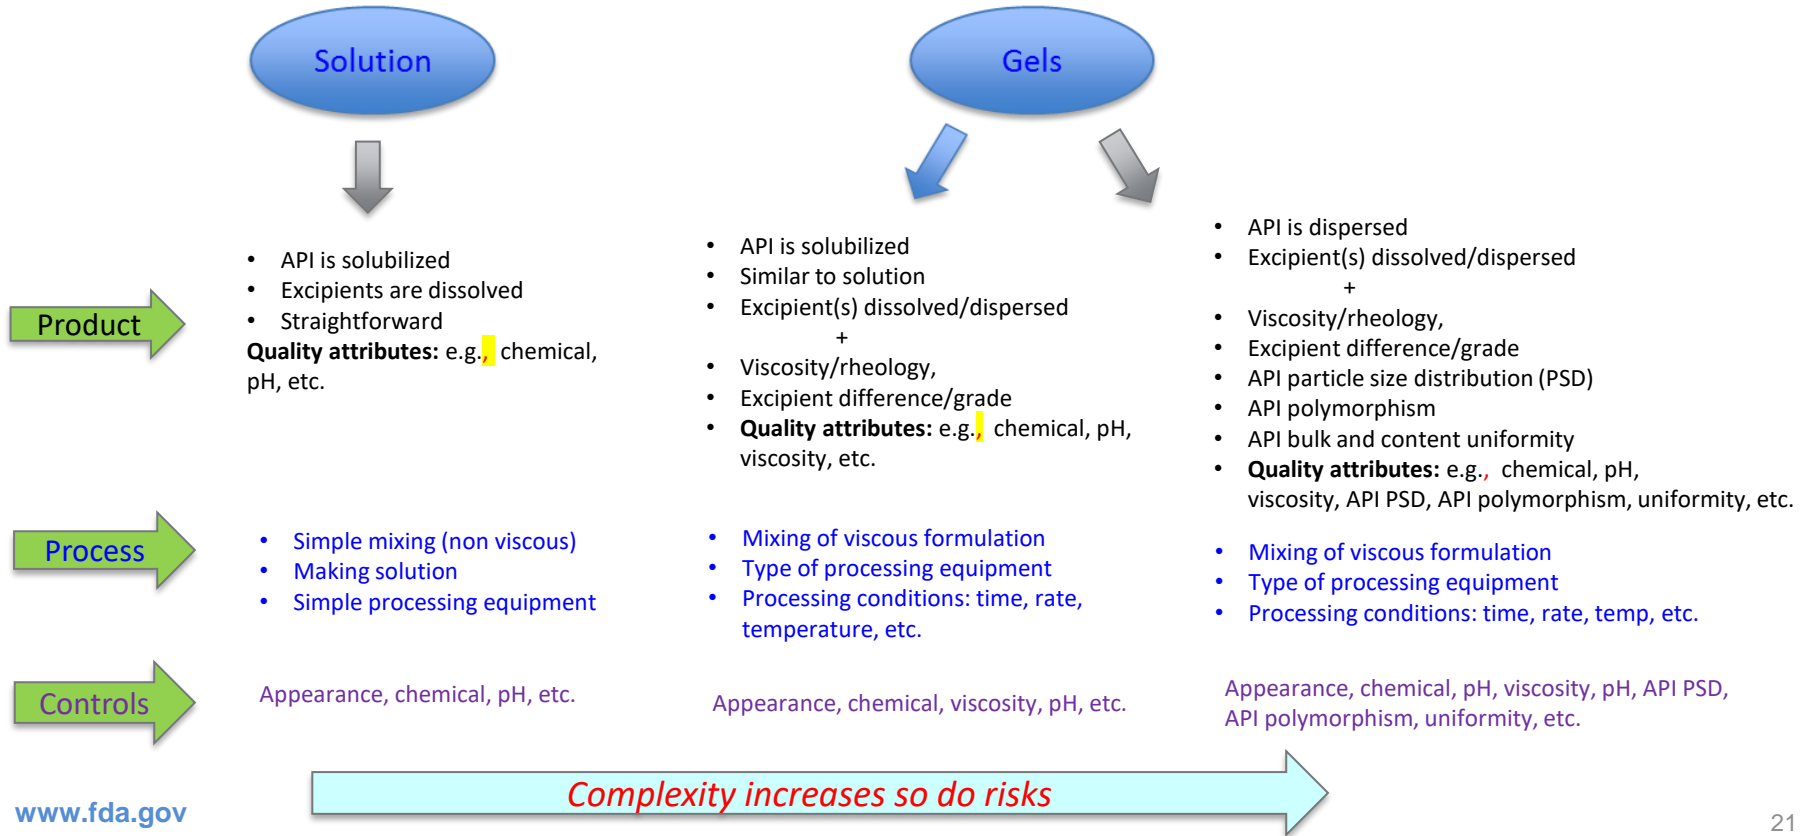 Solution
Gels
Product
• API is solubilized
• Excipients are dissolved
• Straightforward
Quality attributes: e.g., chemical,
pH, etc.
• API is solubilized
• Similar to solution
• Excipient(s) dissolved/dispersed
+
• Viscosity/rheology,
• Excipient difference/grade
• Quality attributes: e.g., chemical, pH,
viscosity, etc.
• API is dispersed
• Excipient(s) dissolved/dispersed
+
• Viscosity/rheology,
• Excipient difference/grade
• API particle size distribution (PSD)
• API polymorphism
• API bulk and content uniformity
• Quality attributes: e.g., chemical, pH,
viscosity, API PSD, API polymorphism, uniformity, etc.
Process
• Simple mixing (non viscous)
• Making solution
• Simple processing equipment
• Mixing of viscous formulation
• Type of processing equipment
• Processing conditions: time, rate,
temperature, etc.
• Mixing of viscous formulation
• Type of processing equipment
• Processing conditions: time, rate, temp, etc.
Controls
Appearance, chemical, pH, etc.
Appearance, chemical, viscosity, pH, etc.
Appearance, chemical, pH, viscosity, pH, API PSD,
API polymorphism, uniformity, etc.
Complexity increases so do risks
www.fda.gov
21